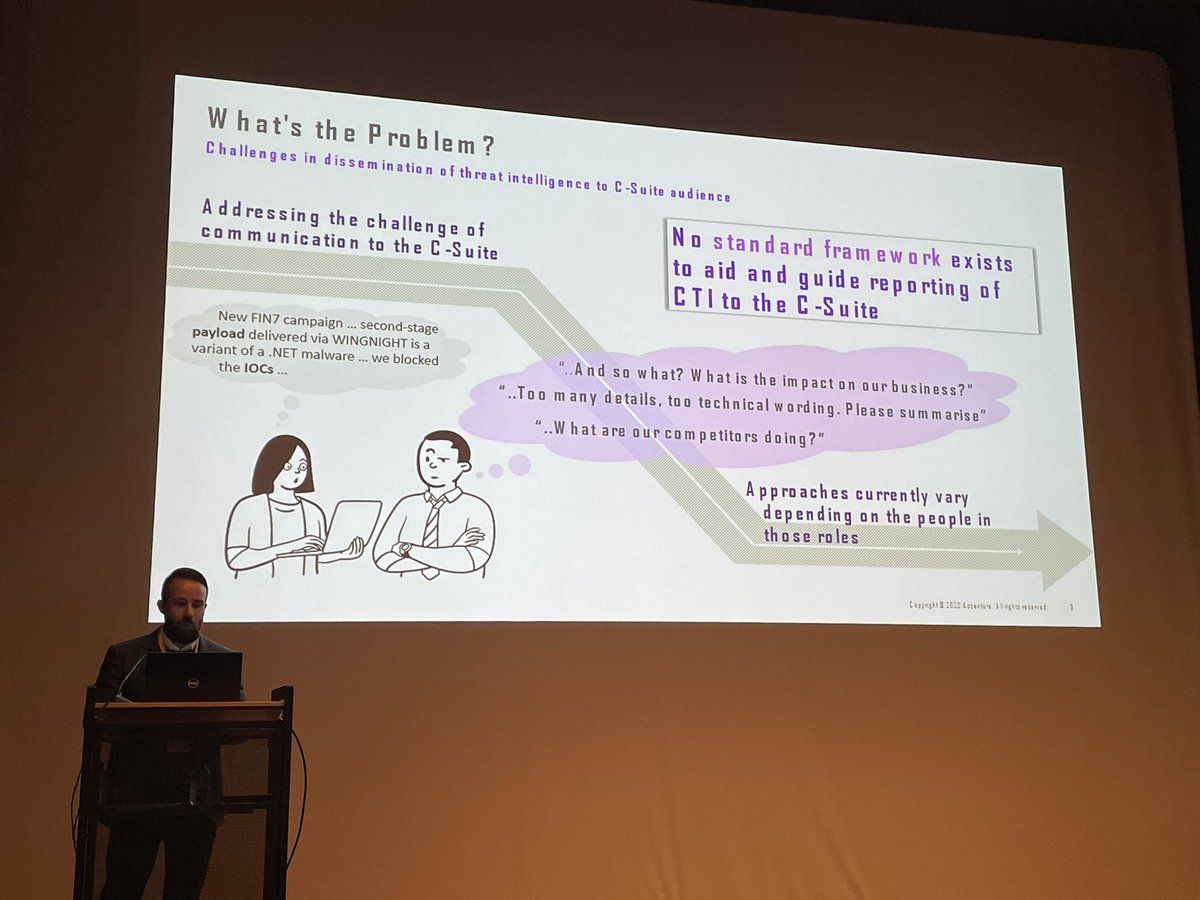 What's the Problem?
Challenges in dissemination of threat intelligence to C-Suite audience
Addressing the challenge of
communication to the C-Suite
No standard framework exists
to aid and guide reporting of
CTI to the C-Suite
New FIN7 campaign ... second-stage
payload delivered via WINGNIGHT is a
variant of a .NET malware ... we blocked
the IOCs ...
"..And so what? What is the impact on our business?"
"..Too many details, too technical wording. Please summarise"
"..What are our competitors doing?"
Approaches currently vary
depending on the people in
those roles
Copyright © 2022 Accenture. All rights reserved. 3
DELL